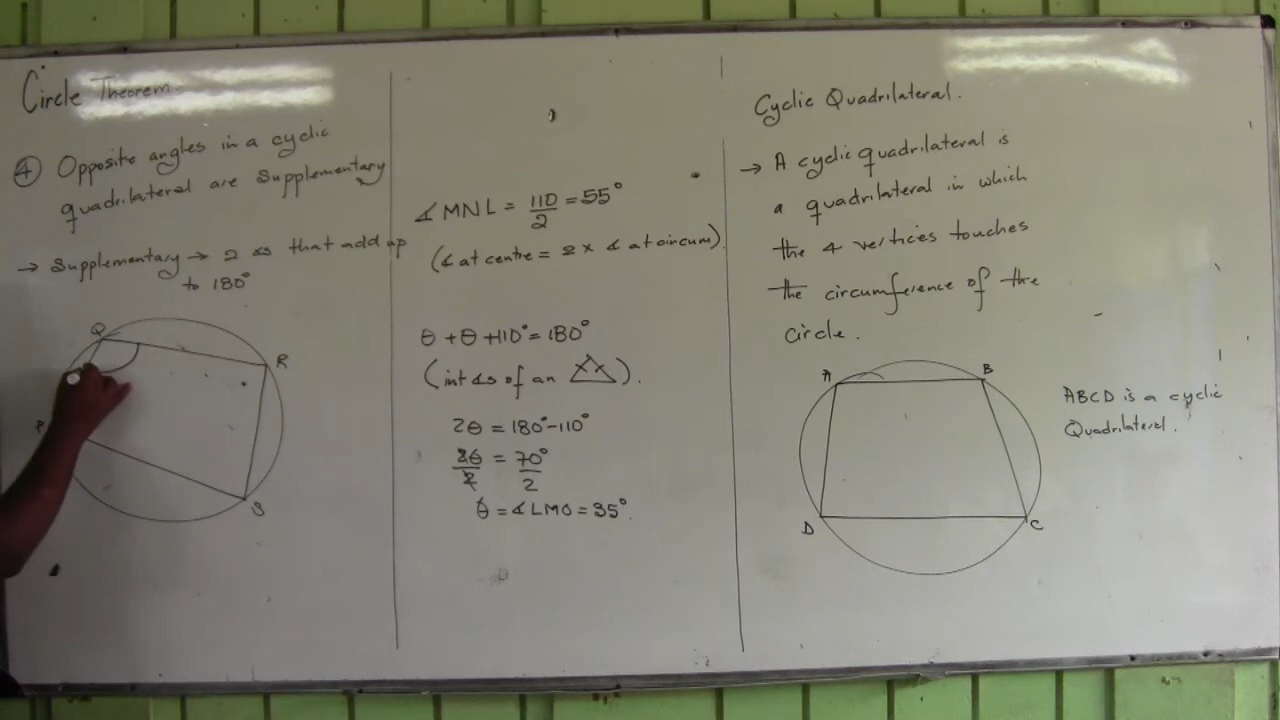 Circle Theorem.
④ Opposite angles in a cyclic
quadrilateral are Supplementary
→ Supplementary → 2 ∡s that add up
to 180°
Q
R
P
S
∡ MNL = 110/2 = 55°
(∡ at centre = 2 × ∡ at circum)
θ + θ + 110° = 180°
(int ∡s of an △).
2θ = 180° - 110°
2θ/2 = 70°/2
θ = ∡ LMO = 35°.
Cyclic Quadrilateral.
→ A cyclic quadrilateral is
a quadrilateral in which
the 4 vertices touches
the circumference of the
circle.
A
B
D
C
ABCD is a cyclic
Quadrilateral.